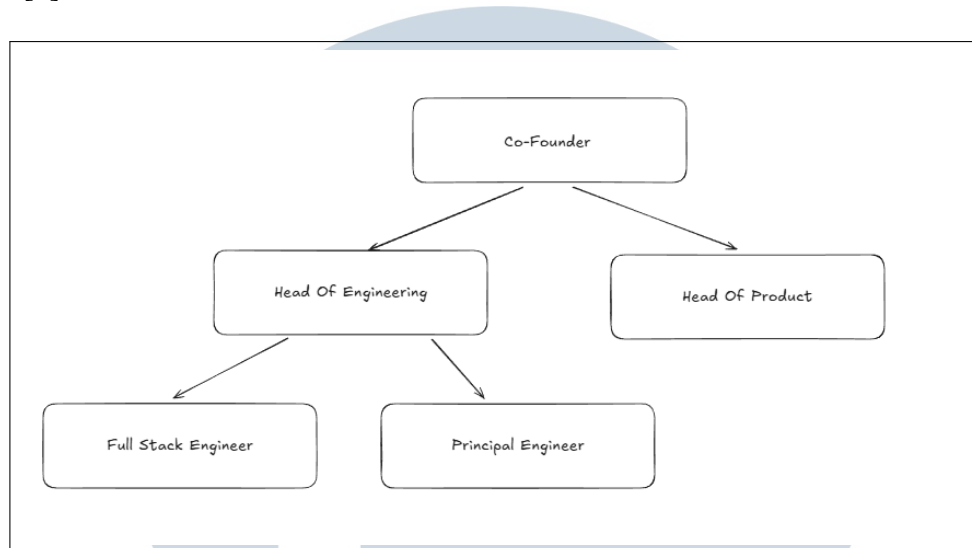 Co-Founder
Head Of Engineering
Head Of Product
Full Stack Engineer
Principal Engineer